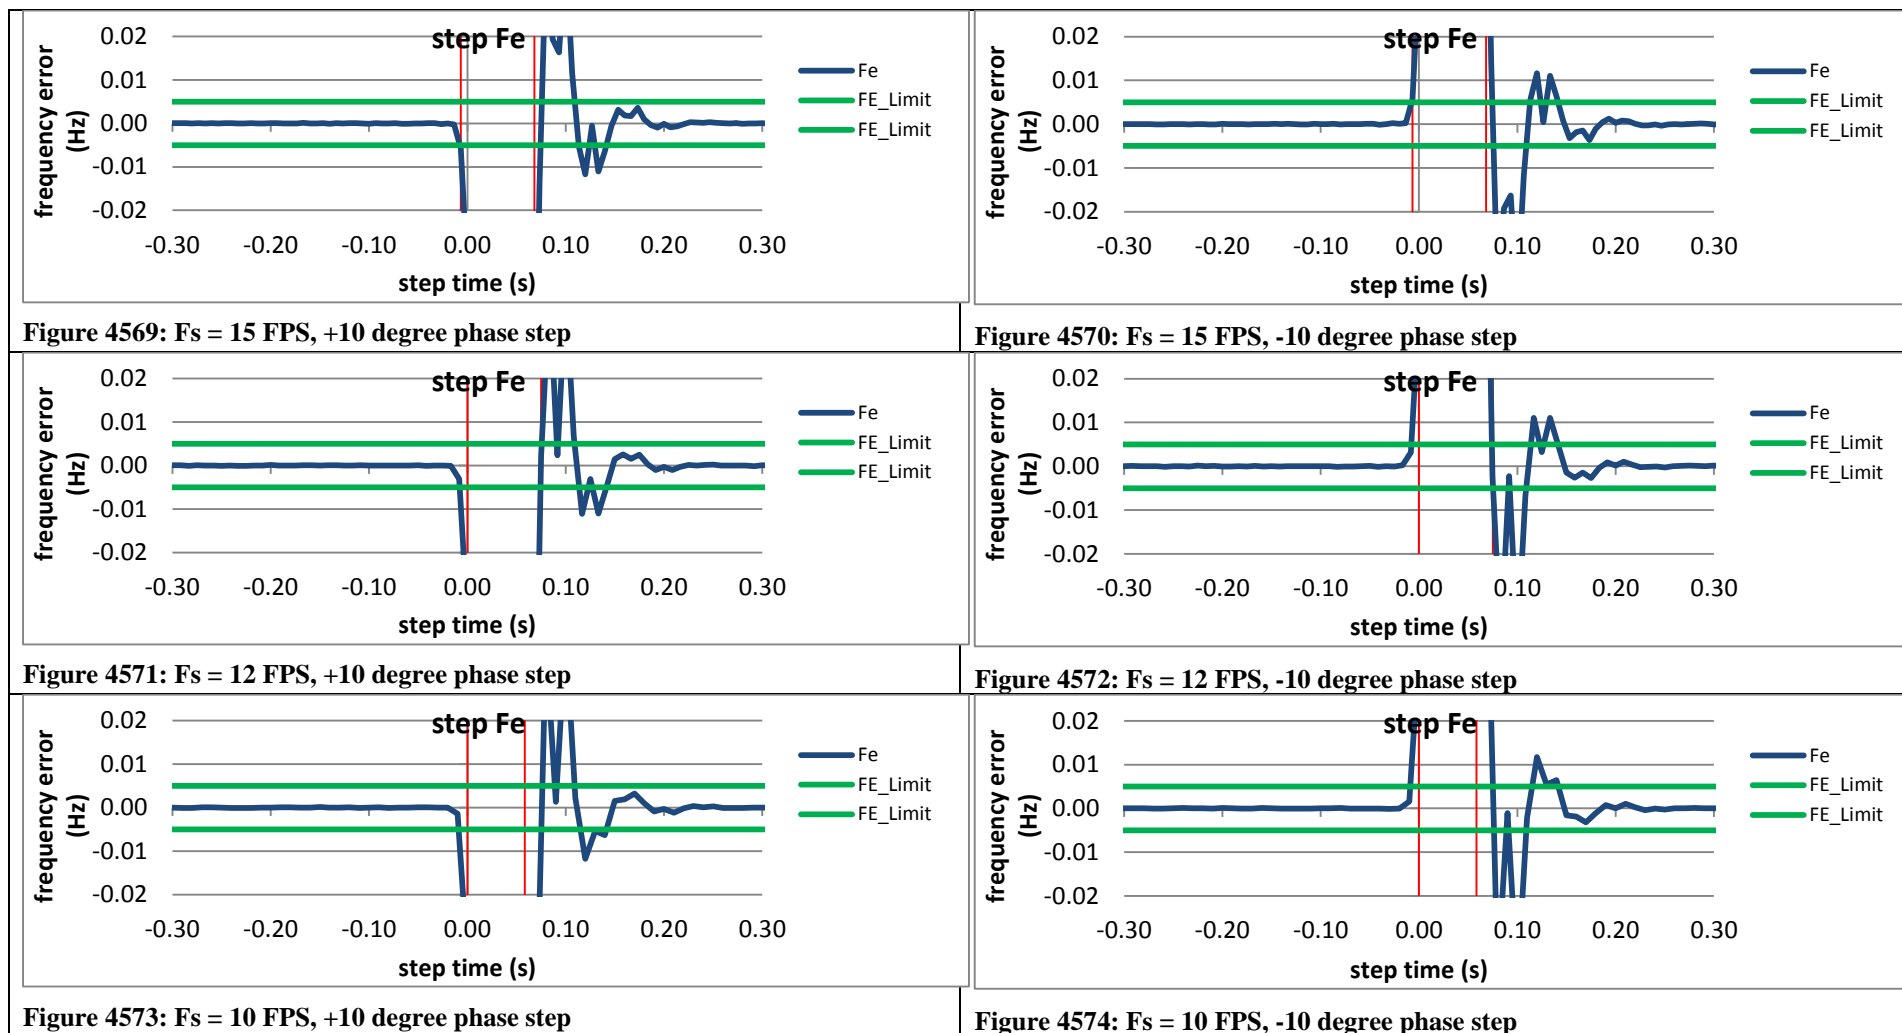 step Fe
frequency error
(Hz)
0.02
0.01
0.00
-0.01
-0.02
-0.30 -0.20 -0.10 0.00 0.10 0.20 0.30
step time (s)
Fe
FE_Limit
FE_Limit
Figure 4569: Fs = 15 FPS, +10 degree phase step
step Fe
frequency error
(Hz)
0.02
0.01
0.00
-0.01
-0.02
-0.30 -0.20 -0.10 0.00 0.10 0.20 0.30
step time (s)
Fe
FE_Limit
FE_Limit
Figure 4570: Fs = 15 FPS, -10 degree phase step
step Fe
frequency error
(Hz)
0.02
0.01
0.00
-0.01
-0.02
-0.30 -0.20 -0.10 0.00 0.10 0.20 0.30
step time (s)
Fe
FE_Limit
FE_Limit
Figure 4571: Fs = 12 FPS, +10 degree phase step
step Fe
frequency error
(Hz)
0.02
0.01
0.00
-0.01
-0.02
-0.30 -0.20 -0.10 0.00 0.10 0.20 0.30
step time (s)
Fe
FE_Limit
FE_Limit
Figure 4572: Fs = 12 FPS, -10 degree phase step
step Fe
frequency error
(Hz)
0.02
0.01
0.00
-0.01
-0.02
-0.30 -0.20 -0.10 0.00 0.10 0.20 0.30
step time (s)
Fe
FE_Limit
FE_Limit
Figure 4573: Fs = 10 FPS, +10 degree phase step
step Fe
frequency error
(Hz)
0.02
0.01
0.00
-0.01
-0.02
-0.30 -0.20 -0.10 0.00 0.10 0.20 0.30
step time (s)
Fe
FE_Limit
FE_Limit
Figure 4574: Fs = 10 FPS, -10 degree phase step